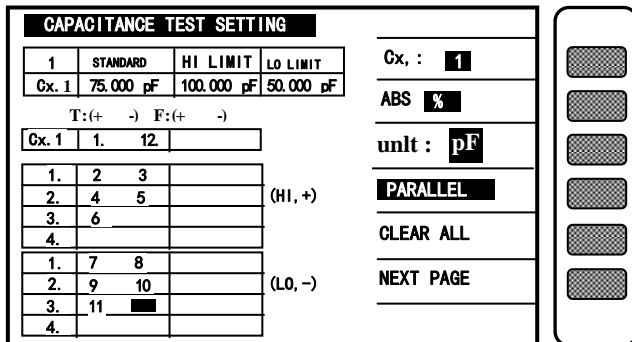 CAPACITANCE TEST SETTING
1 STANDARD HI LIMIT LO LIMIT
Cx. 1 75.000 pF 100.000 pF 50.000 pF
T:(+ -) F:(+ -)
Cx. 1 1. 12.
1. 2 3
2. 4 5
3. 6
4.
(HI, +)
1. 7 8
2. 9 10
3. 11
4.
(LO, -)
Cx, : 1
ABS %
unlt : pF
PARALLEL
CLEAR ALL
NEXT PAGE